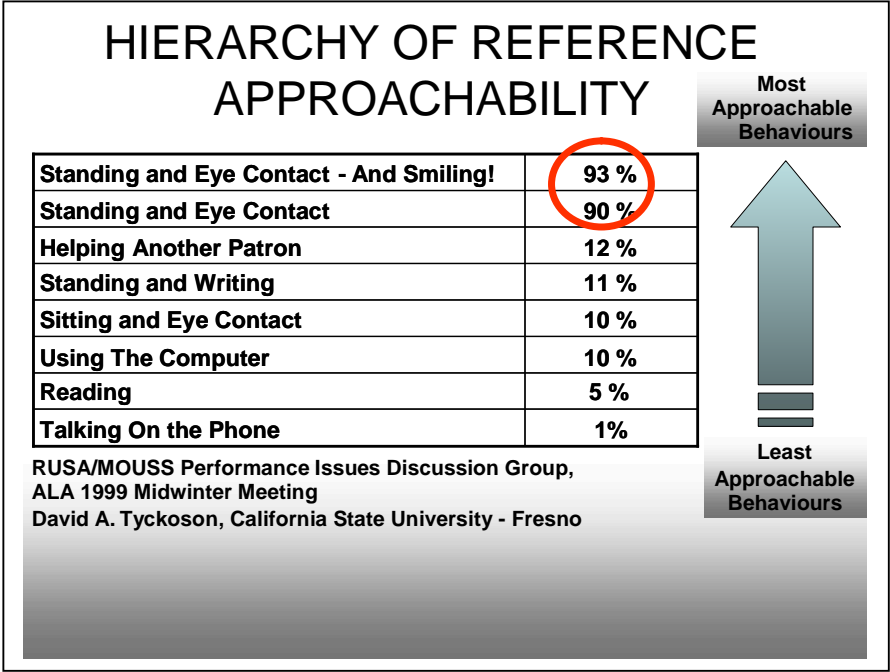 HIERARCHY OF REFERENCE
APPROACHABILITY
Most
Approachable
Behaviours
Standing and Eye Contact - And Smiling! 93 %
Standing and Eye Contact 90 %
Helping Another Patron 12 %
Standing and Writing 11 %
Sitting and Eye Contact 10 %
Using The Computer 10 %
Reading 5 %
Talking On the Phone 1%
Least
Approachable
Behaviours
RUSA/MOUSS Performance Issues Discussion Group,
ALA 1999 Midwinter Meeting
David A. Tyckoson, California State University - Fresno